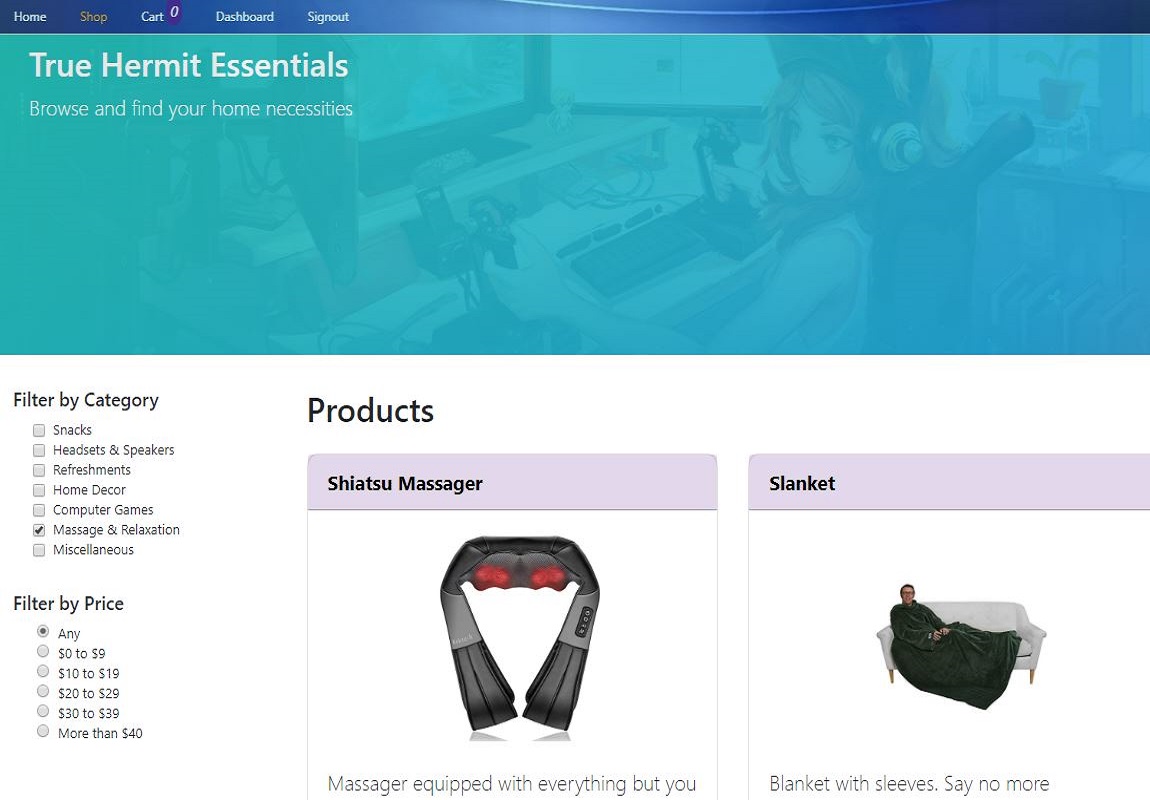 Home Shop Cart 0 Dashboard Signout
True Hermit Essentials
Browse and find your home necessities
Filter by Category
Snacks
Headsets & Speakers
Refreshments
Home Decor
Computer Games
Massage & Relaxation
Miscellaneous
Filter by Price
Any
$0 to $9
$10 to $19
$20 to $29
$30 to $39
More than $40
Products
Shiatsu Massager
Massager equipped with everything but you
Slanket
Blanket with sleeves. Say no more